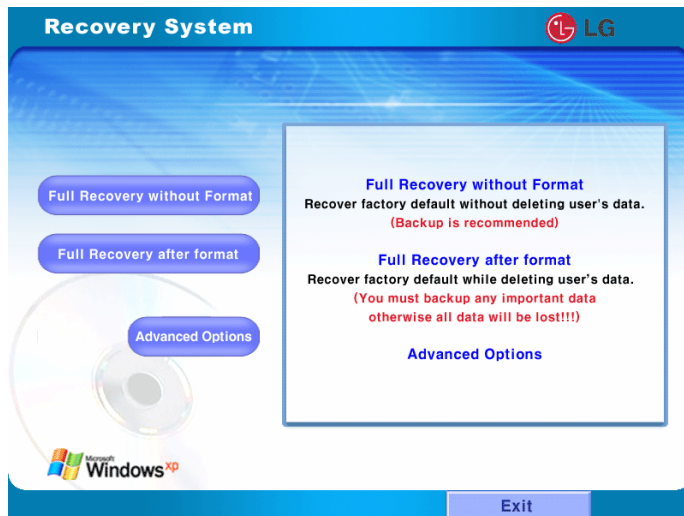 Recovery System
LG
Full Recovery without Format
Full Recovery after format
Advanced Options
Full Recovery without Format
Recover factory default without deleting user's data.
(Backup is recommended)
Full Recovery after format
Recover factory default while deleting user's data.
(You must backup any important data
otherwise all data will be lost!!!)
Advanced Options
Microsoft
Windows xp
Exit